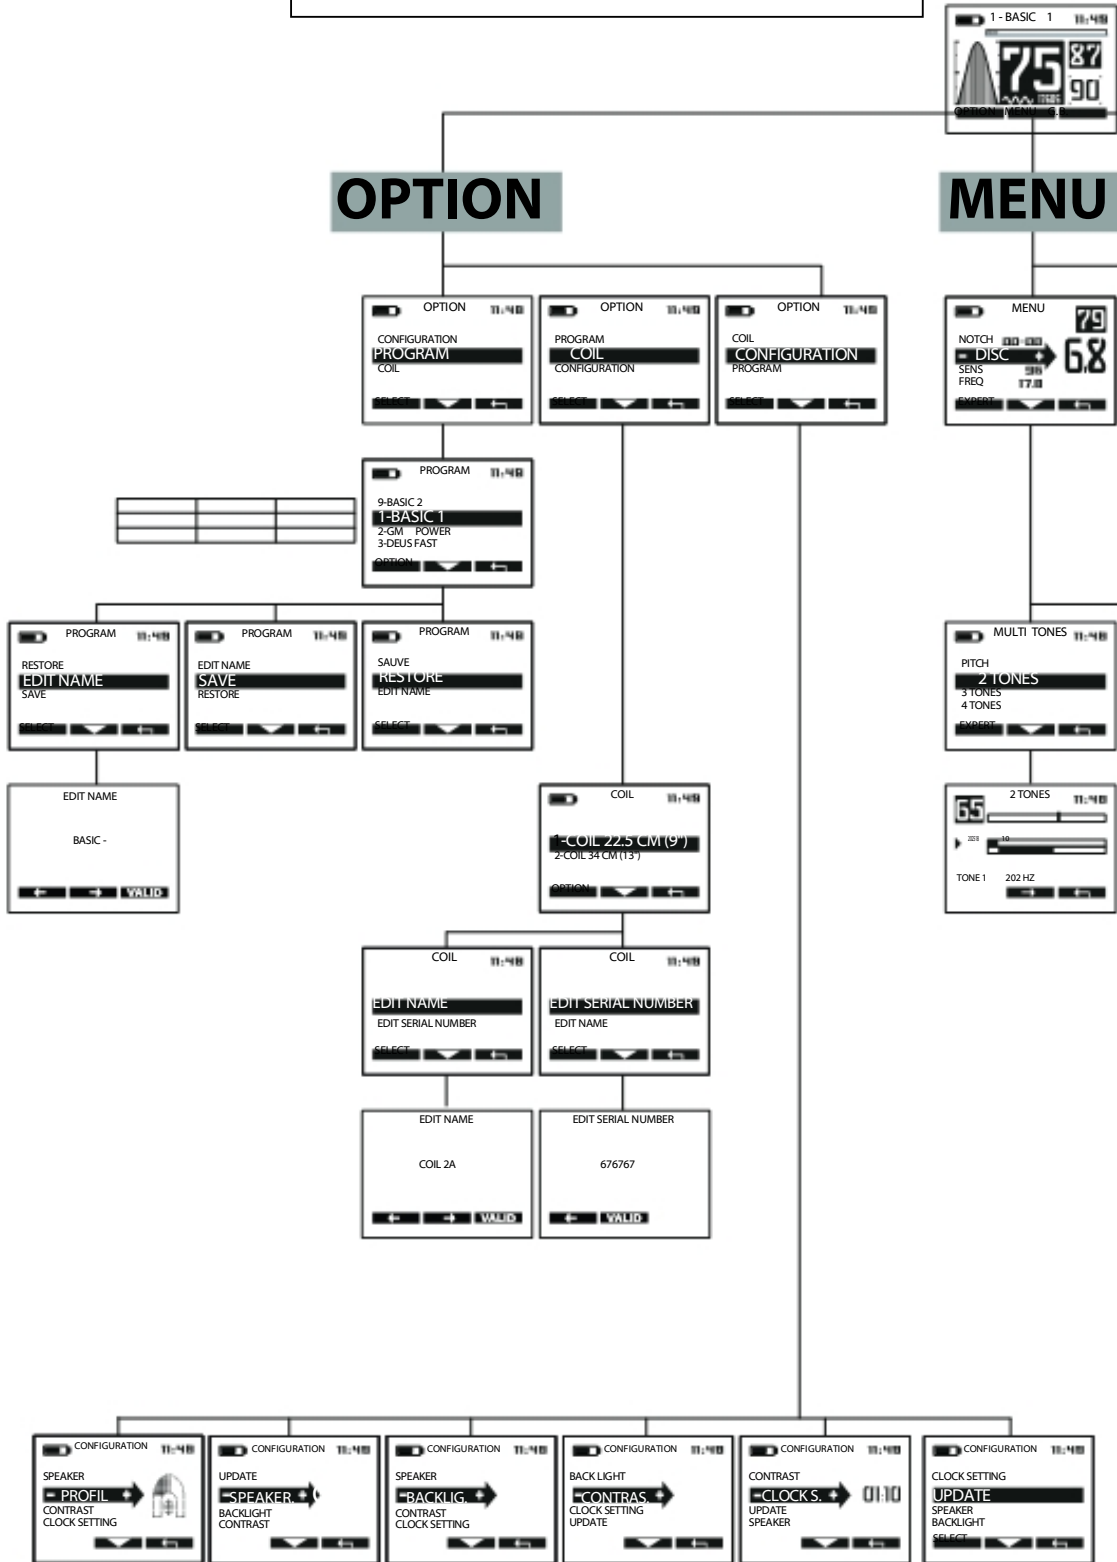 1 - BASIC 1 11:48
75 87
90
OPTION MENU G.B.
OPTION
MENU
OPTION 11:48
CONFIGURATION
PROGRAM
COIL
SELECT
OPTION 11:48
PROGRAM
COIL
CONFIGURATION
SELECT
OPTION 11:48
COIL
CONFIGURATION
PROGRAM
SELECT
MENU 79
NOTCH 00-00
- DISC + 6.8
SENS 96
FREQ 17.8
EXPERT
PROGRAM 11:48
9-BASIC 2
1-BASIC 1
2-GM POWER
3-DEUS FAST
OPTION
PROGRAM 11:48
RESTORE
EDIT NAME
SAVE
SELECT
PROGRAM 11:48
EDIT NAME
SAVE
RESTORE
SELECT
PROGRAM 11:48
SAUVE
RESTORE
EDIT NAME
SELECT
MULTI TONES 11:48
PITCH
2 TONES
3 TONES
4 TONES
EXPERT
EDIT NAME
BASIC -
VALID
COIL 11:48
1-COIL 22.5 CM (9")
2-COIL 34 CM (13")
OPTION
2 TONES 11:48
65
10
TONE 1 202 HZ
COIL 11:48
EDIT NAME
EDIT SERIAL NUMBER
SELECT
COIL 11:48
EDIT SERIAL NUMBER
EDIT NAME
SELECT
EDIT NAME
COIL 2A
VALID
EDIT SERIAL NUMBER
676767
VALID
CONFIGURATION 11:48
SPEAKER
- PROFIL +
CONTRAST
CLOCK SETTING
CONFIGURATION 11:48
UPDATE
-SPEAKER. +
BACKLIGHT
CONTRAST
CONFIGURATION 11:48
SPEAKER
-BACKLIG. +
CONTRAST
CLOCK SETTING
CONFIGURATION 11:48
BACK LIGHT
-CONTRAS. +
CLOCK SETTING
UPDATE
CONFIGURATION 11:48
CONTRAST
-CLOCK S. + 01:10
UPDATE
SPEAKER
CONFIGURATION 11:48
CLOCK SETTING
UPDATE
SPEAKER
BACKLIGHT
SELECT